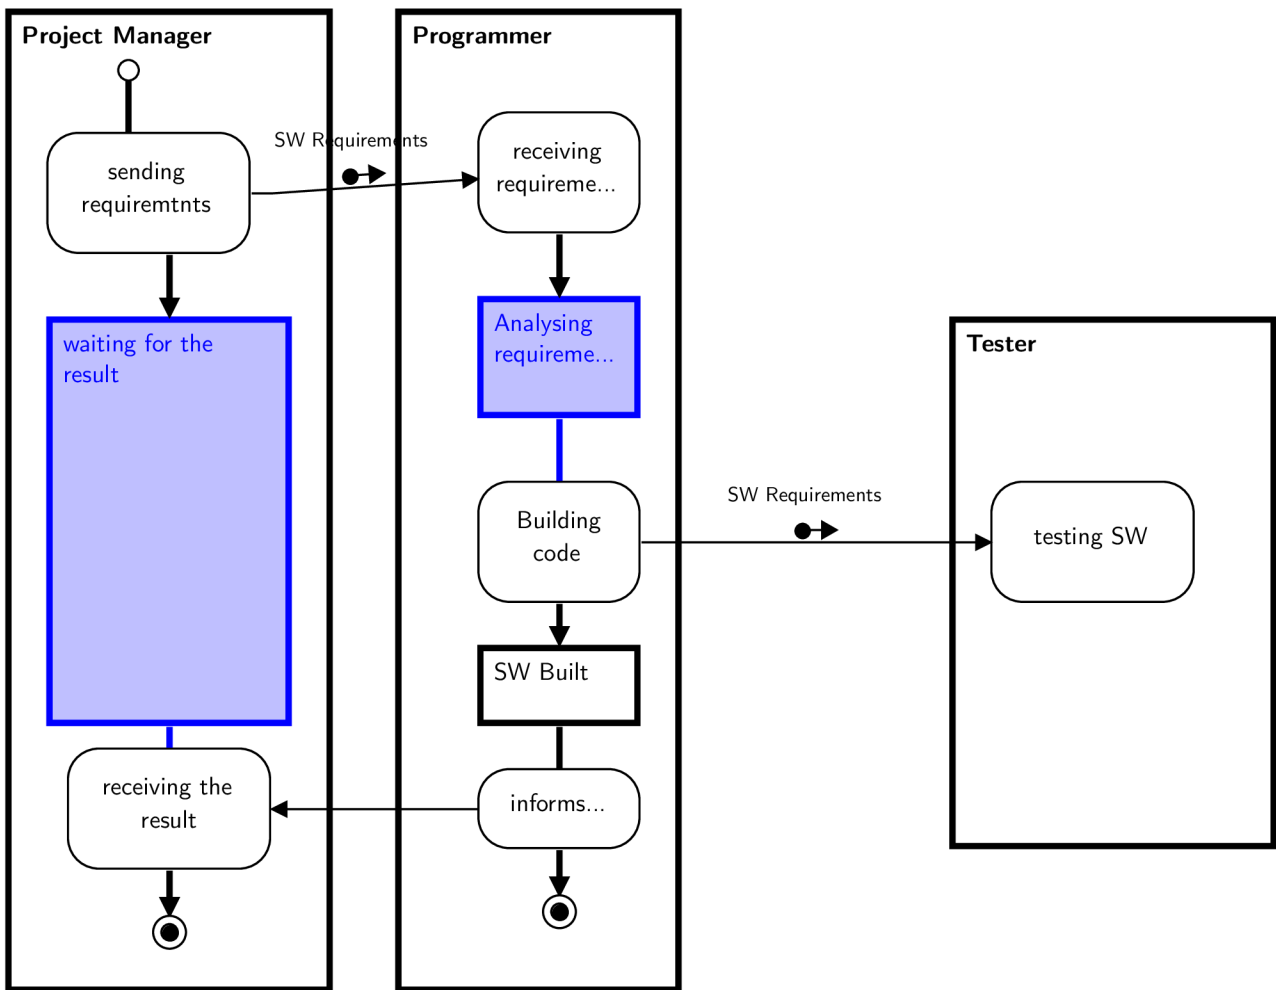 Project Manager
Programmer
SW Requirements
sending
requiremtnts
receiving
requireme...
waiting for the
result
Analysing
requireme...
Tester
SW Requirements
Building
code
testing SW
SW Built
receiving the
result
informs...